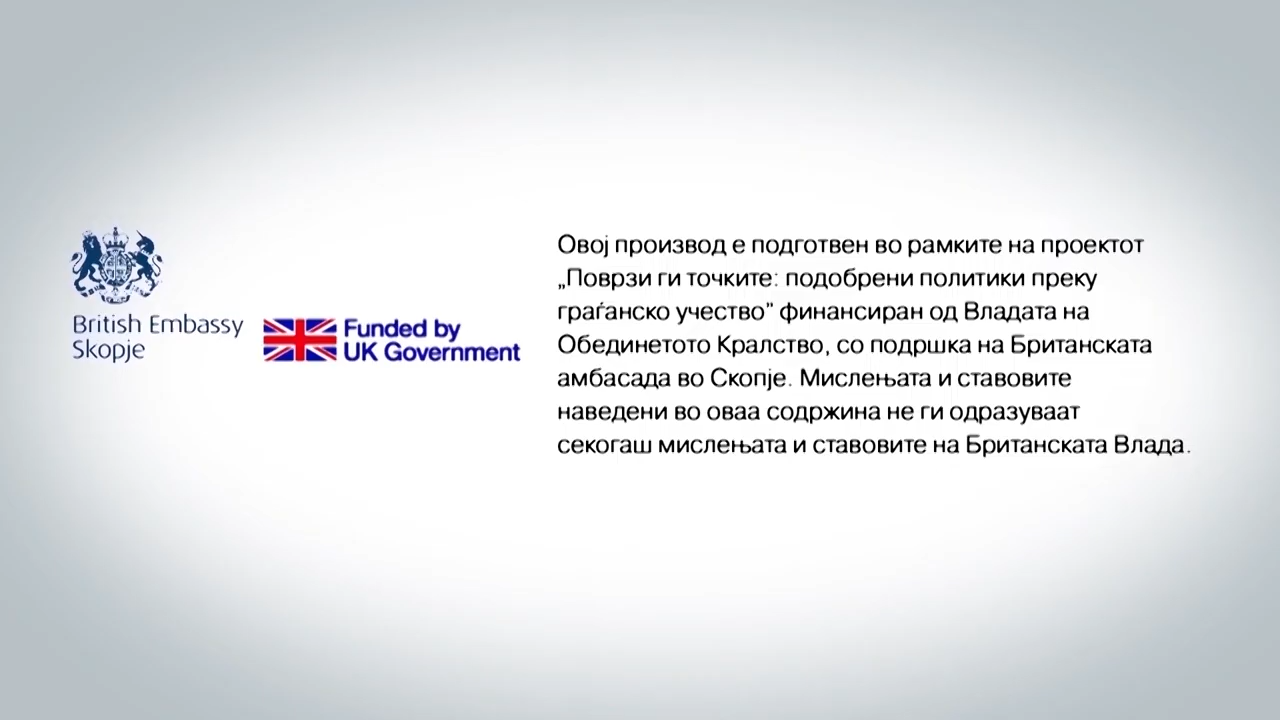 British Embassy
Skopje
Funded by
UK Government
Овој производ е подготвен во рамките на проектот
„Поврзи ги точките: подобрени политики преку
граѓанско учество” финансиран од Владата на
Обединетото Кралство, со подршка на Британската
амбасада во Скопје. Мислењата и ставовите
наведени во оваа содржина не ги одразуваат
секогаш мислењата и ставовите на Британската Влада.